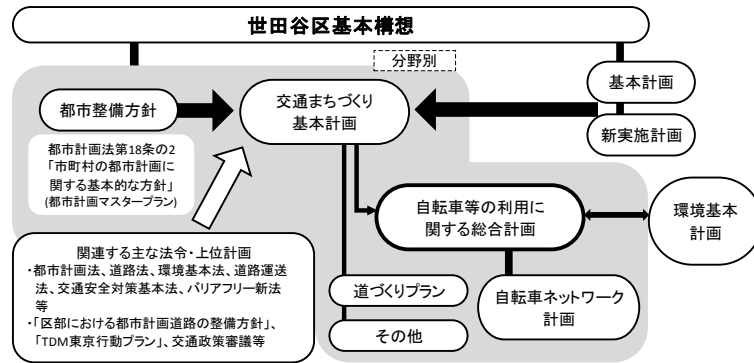 世田谷区基本構想
分野別
基本計画
新実施計画
都市整備方針
交通まちづくり
基本計画
都市計画法第18条の2
「市町村の都市計画に
関する基本的な方針」
(都市計画マスタープラン)
自転車等の利用に
関する総合計画
環境基本
計画
関連する主な法令・上位計画
・都市計画法、道路法、環境基本法、道路運送
法、交通安全対策基本法、バリアフリー新法
等
・「区部における都市計画道路の整備方針」、
「TDM東京行動プラン」、交通政策審議等
道づくりプラン
その他
自転車ネットワーク
計画